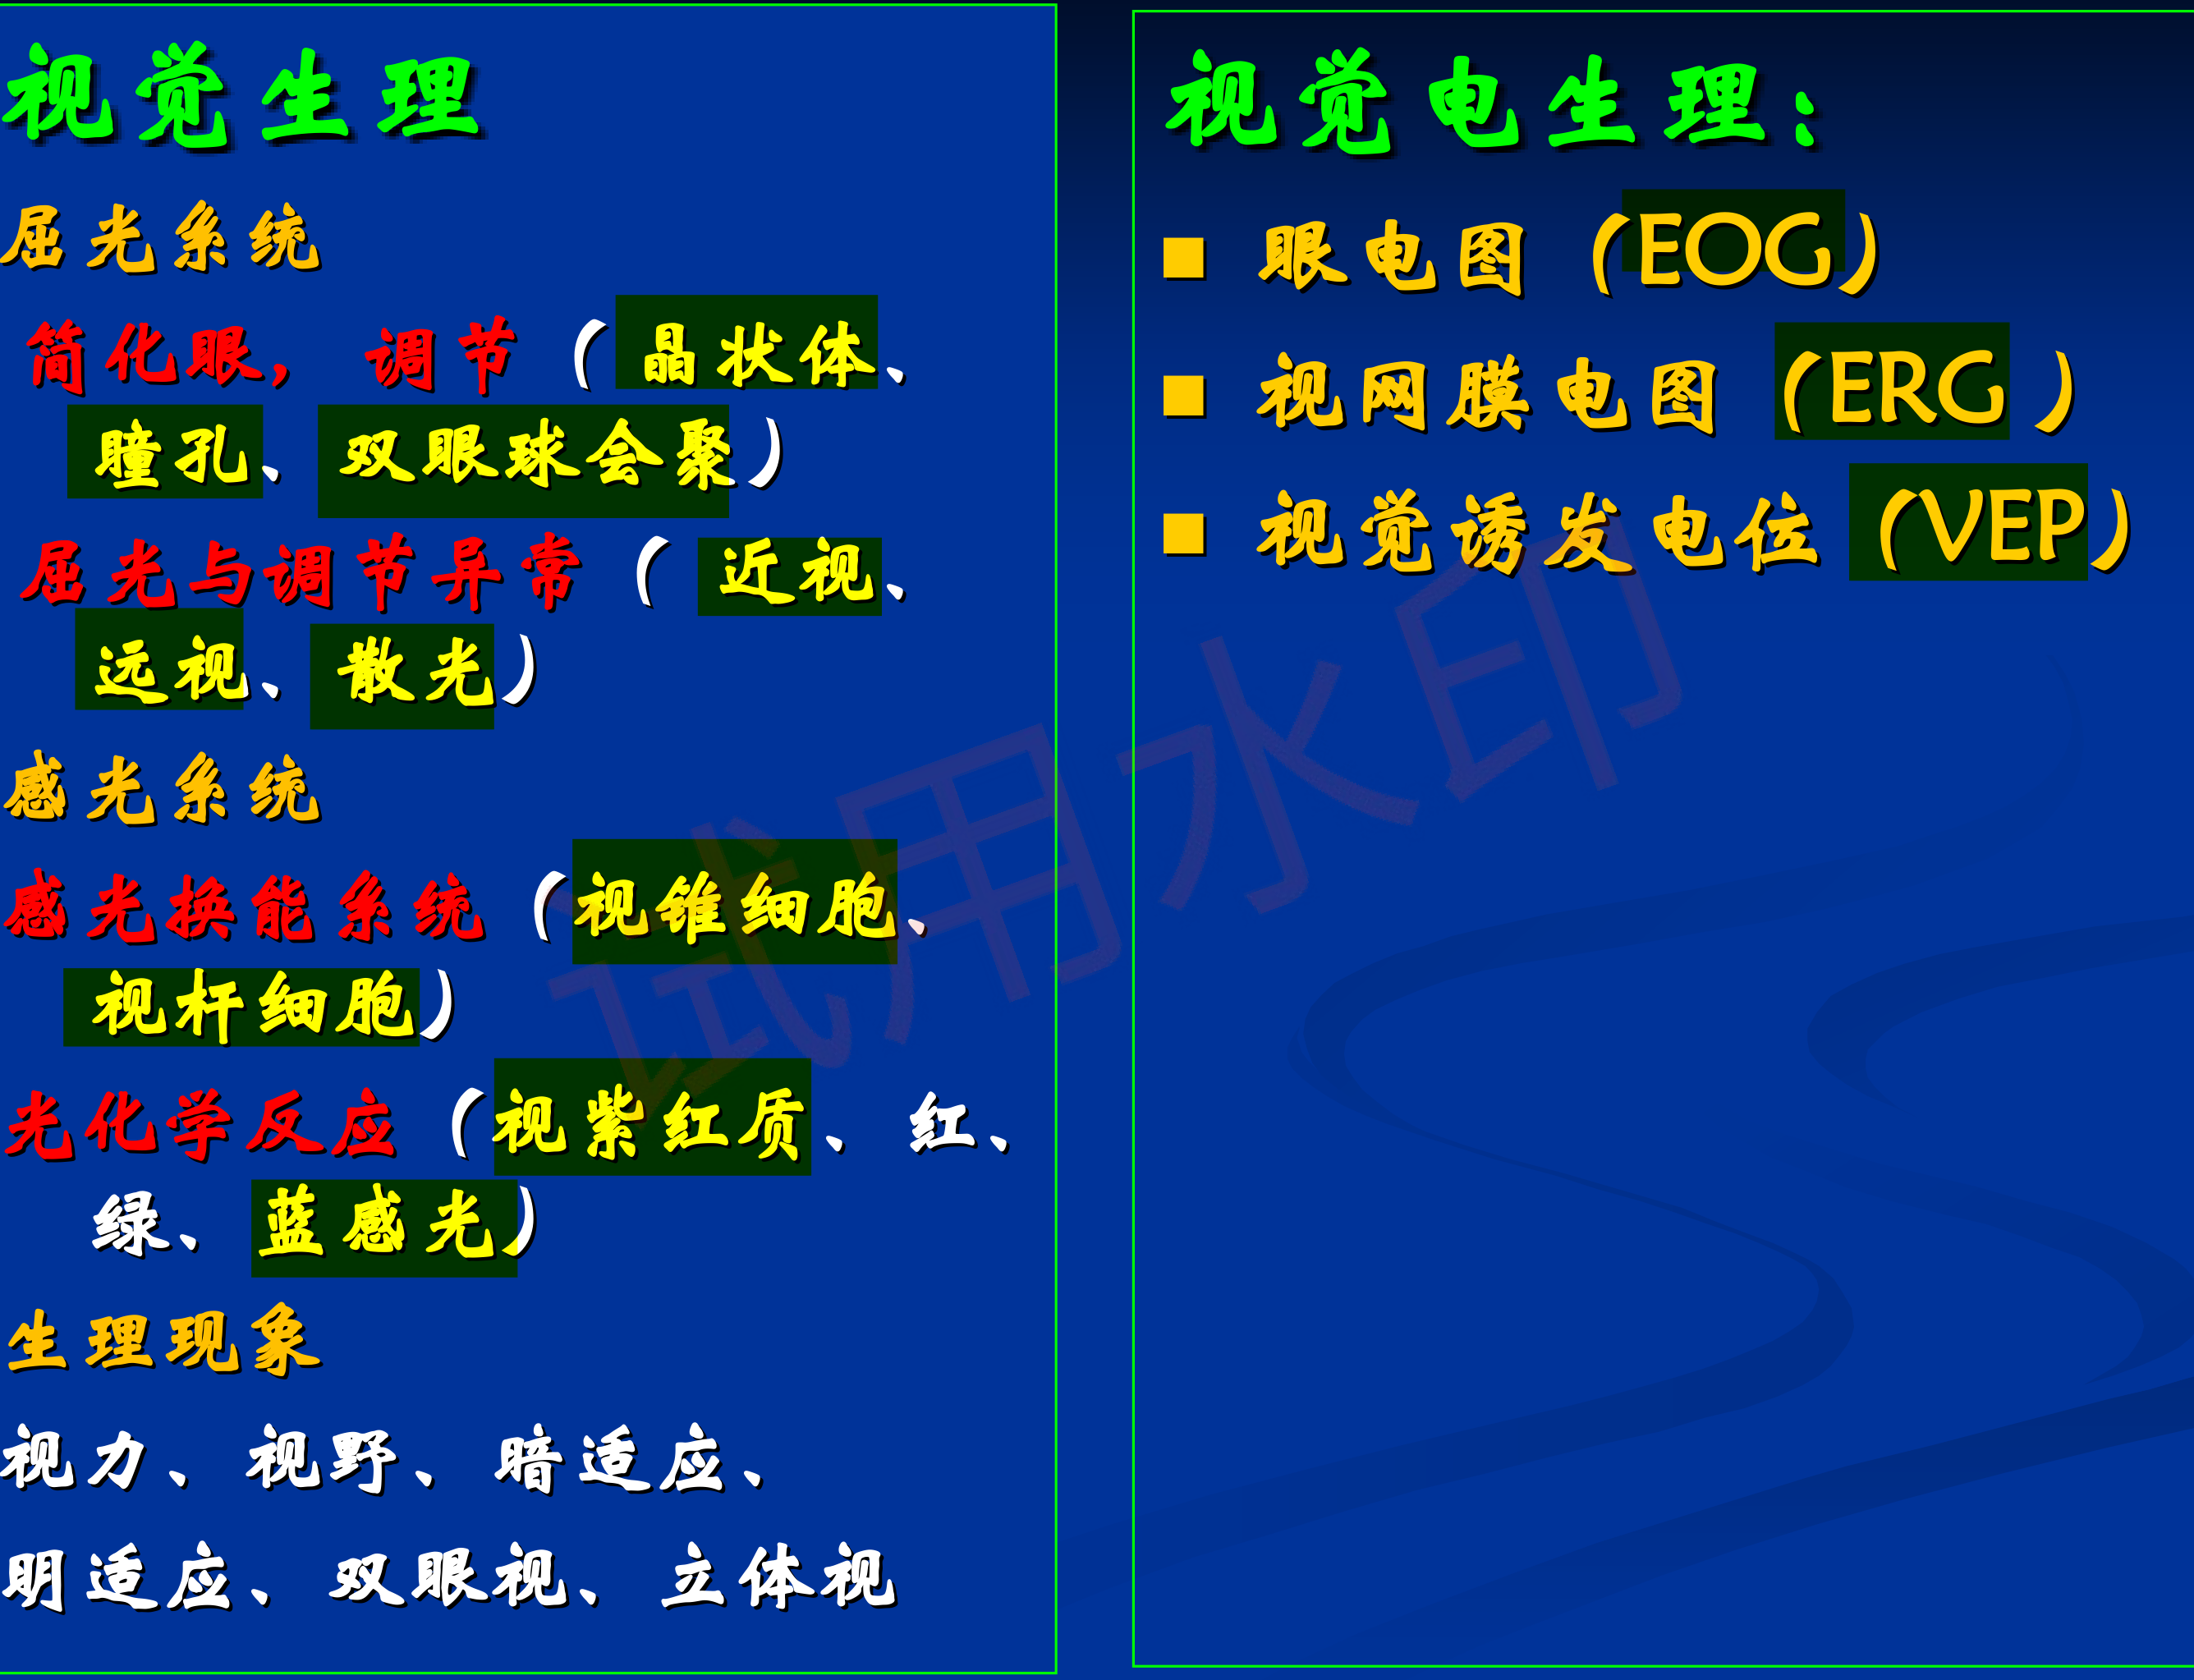 视觉生理
屈光系统
简化眼，调节（晶状体、
瞳孔、双眼球会聚）
屈光与调节异常（近视、
远视、散光）
感光系统
感光换能系统（视锥细胞、
视杆细胞）
光化学反应（视紫红质、红、
绿、蓝感光）
生理现象
视力、视野、暗适应、
明适应、双眼视、立体视
视觉电生理：
■ 眼电图（EOG）
■ 视网膜电图（ERG）
■ 视觉诱发电位（VEP）
试用水印